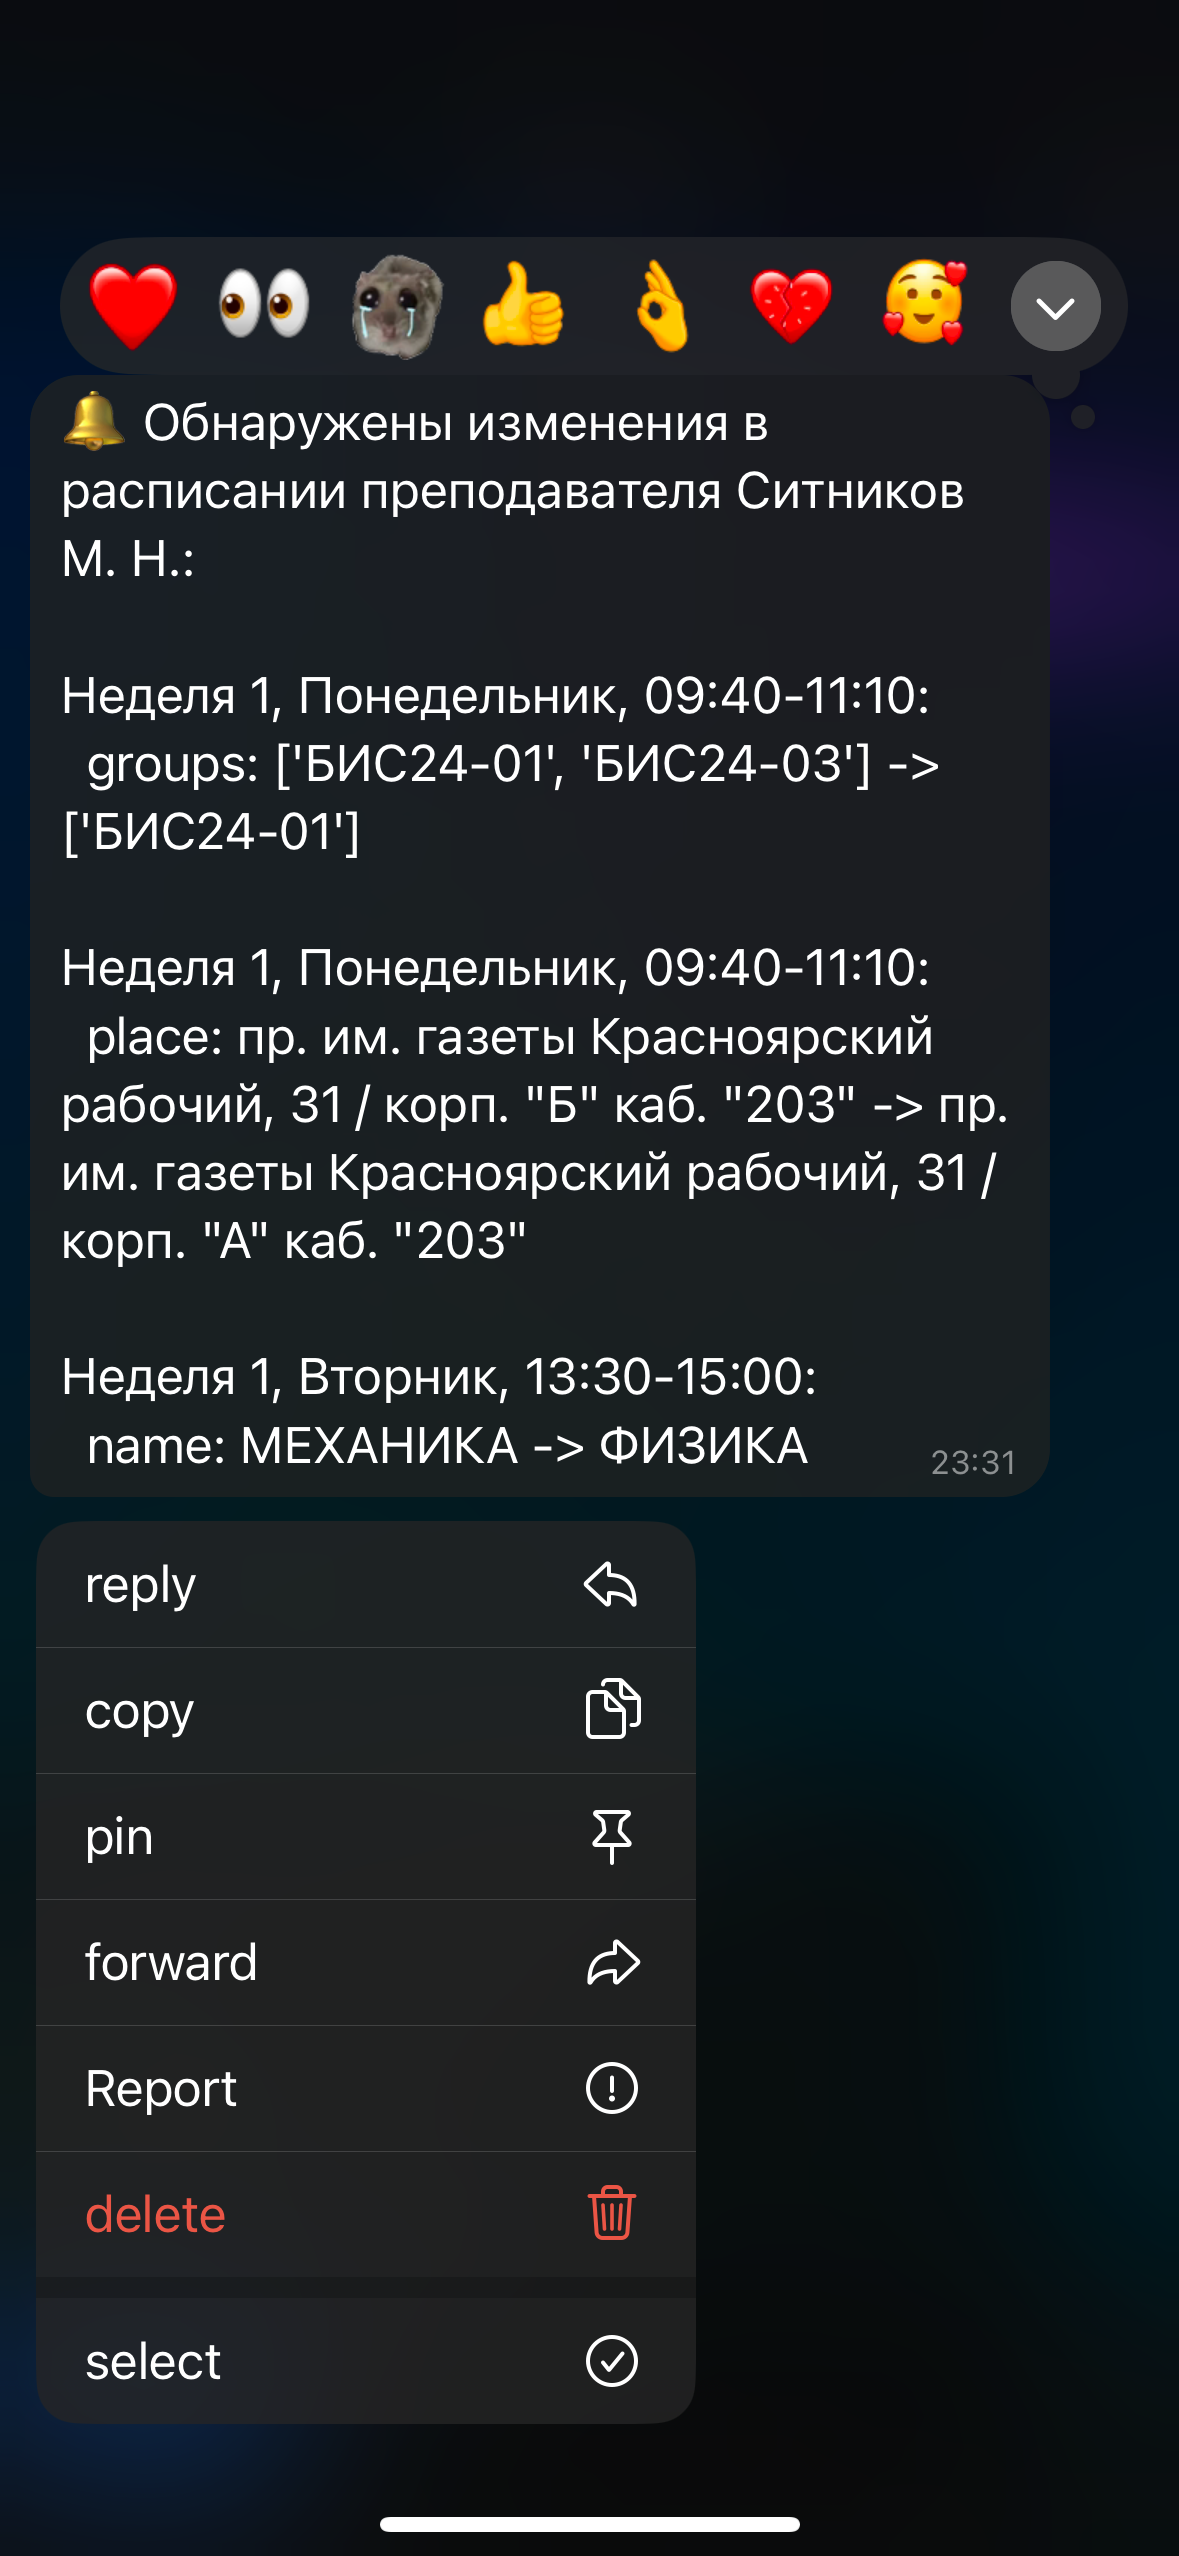 🔔 Обнаружены изменения в
расписании преподавателя Ситников
М. Н.:
Неделя 1, Понедельник, 09:40-11:10:
groups: ['БИС24-01', 'БИС24-03'] ->
['БИС24-01']
Неделя 1, Понедельник, 09:40-11:10:
place: пр. им. газеты Красноярский
рабочий, 31 / корп. "Б" каб. "203" -> пр.
им. газеты Красноярский рабочий, 31 /
корп. "А" каб. "203"
Неделя 1, Вторник, 13:30-15:00:
name: МЕХАНИКА -> ФИЗИКА
23:31
reply
copy
pin
forward
Report
delete
select